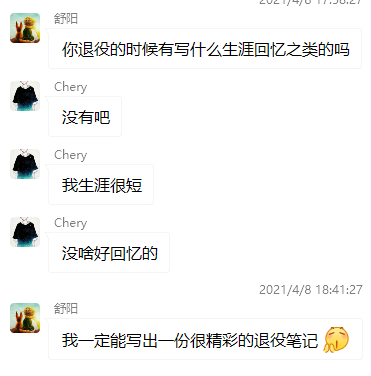 2021/4/8 17:58:27
舒阳
你退役的时候有写什么生涯回忆之类的吗
Chery
没有吧
Chery
我生涯很短
Chery
没啥好回忆的
2021/4/8 18:41:27
舒阳
我一定能写出一份很精彩的退役笔记